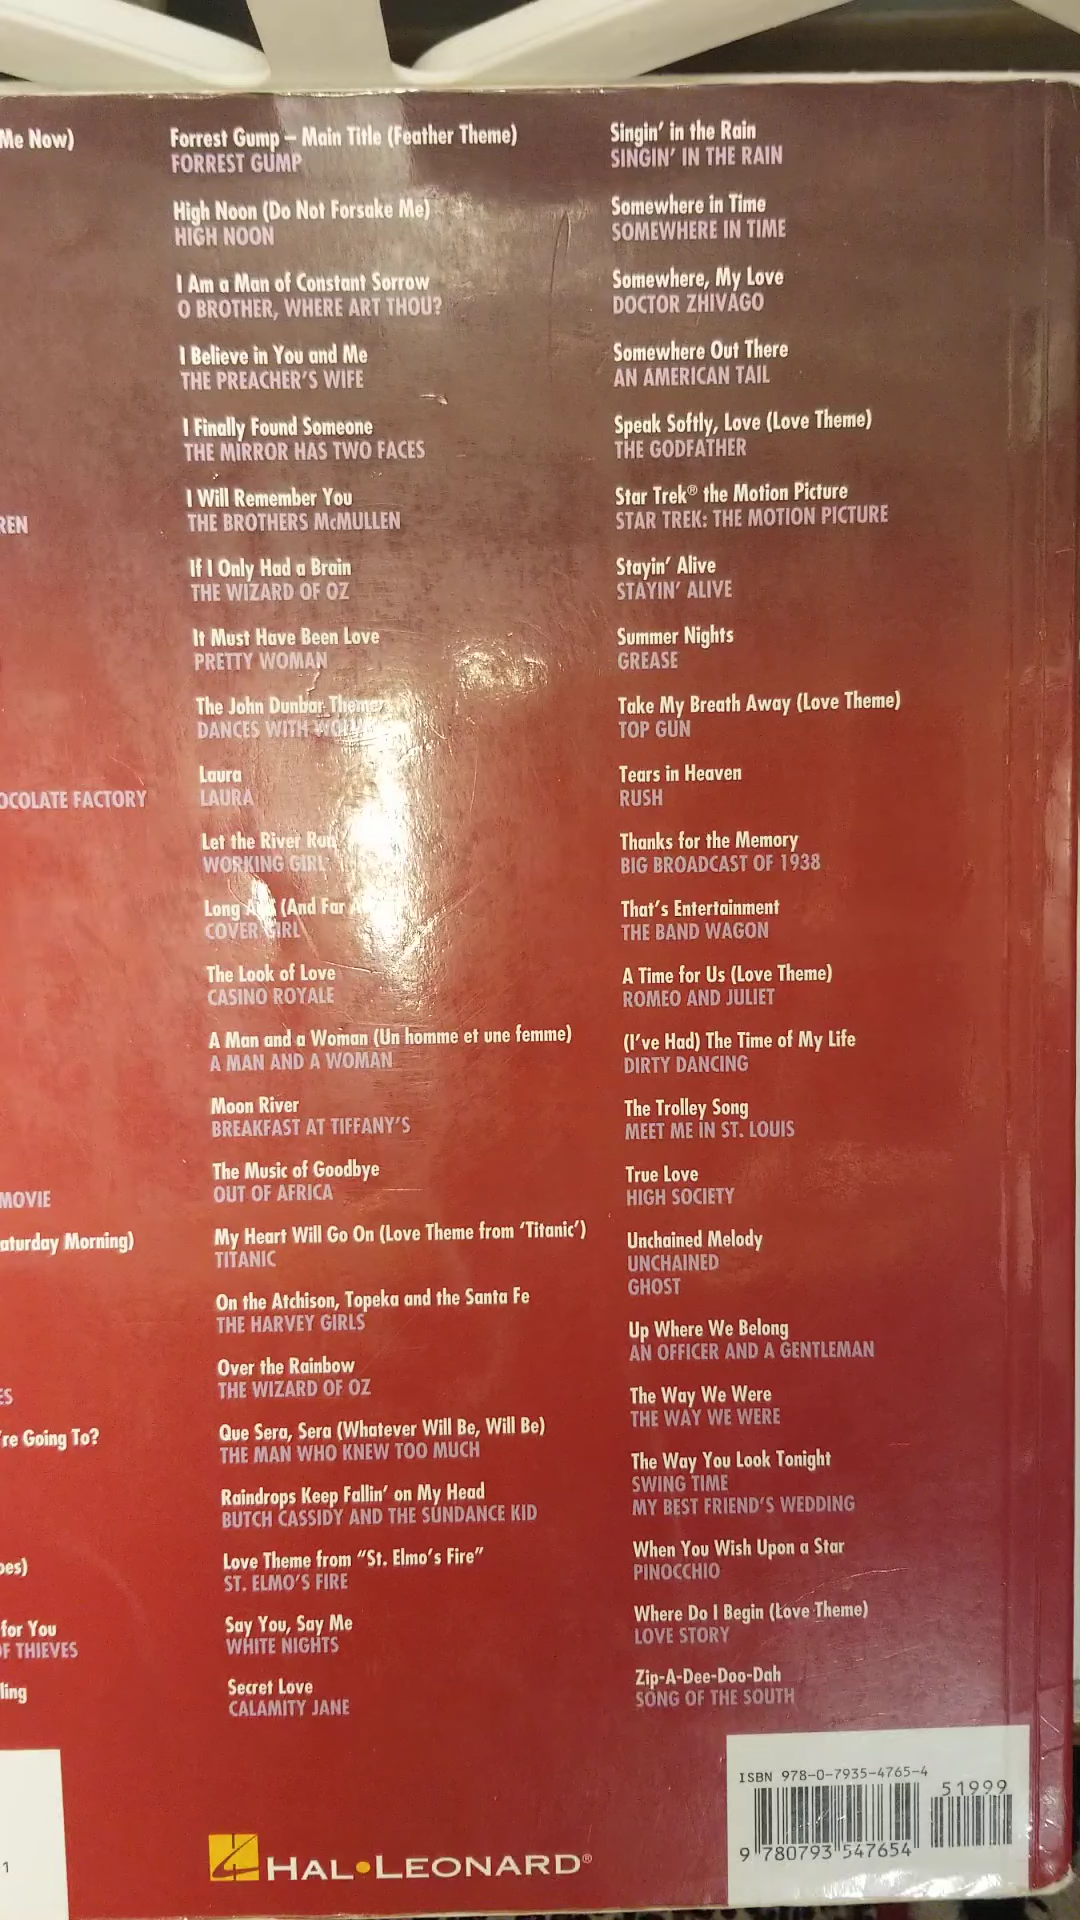 Me Now)
REN
OCOLATE FACTORY
MOVIE
aturday Morning)
ES
're Going To?
oes)
for You
OF THIEVES
ling
1
Forrest Gump – Main Title (Feather Theme)
FORREST GUMP
High Noon (Do Not Forsake Me)
HIGH NOON
I Am a Man of Constant Sorrow
O BROTHER, WHERE ART THOU?
I Believe in You and Me
THE PREACHER'S WIFE
I Finally Found Someone
THE MIRROR HAS TWO FACES
I Will Remember You
THE BROTHERS McMULLEN
If I Only Had a Brain
THE WIZARD OF OZ
It Must Have Been Love
PRETTY WOMAN
The John Dunbar Theme
DANCES WITH
Laura
LAURA
Let the River Run
WORKING GIRL
Long (And Far
COVER GIRL
The Look of Love
CASINO ROYALE
A Man and a Woman (Un homme et une femme)
A MAN AND A WOMAN
Moon River
BREAKFAST AT TIFFANY'S
The Music of Goodbye
OUT OF AFRICA
My Heart Will Go On (Love Theme from 'Titanic')
TITANIC
On the Atchison, Topeka and the Santa Fe
THE HARVEY GIRLS
Over the Rainbow
THE WIZARD OF OZ
Que Sera, Sera (Whatever Will Be, Will Be)
THE MAN WHO KNEW TOO MUCH
Raindrops Keep Fallin' on My Head
BUTCH CASSIDY AND THE SUNDANCE KID
Love Theme from "St. Elmo's Fire"
ST. ELMO'S FIRE
Say You, Say Me
WHITE NIGHTS
Secret Love
CALAMITY JANE
Singin' in the Rain
SINGIN' IN THE RAIN
Somewhere in Time
SOMEWHERE IN TIME
Somewhere, My Love
DOCTOR ZHIVAGO
Somewhere Out There
AN AMERICAN TAIL
Speak Softly, Love (Love Theme)
THE GODFATHER
Star Trek® the Motion Picture
STAR TREK: THE MOTION PICTURE
Stayin' Alive
STAYIN' ALIVE
Summer Nights
GREASE
Take My Breath Away (Love Theme)
TOP GUN
Tears in Heaven
RUSH
Thanks for the Memory
BIG BROADCAST OF 1938
That's Entertainment
THE BAND WAGON
A Time for Us (Love Theme)
ROMEO AND JULIET
(I've Had) The Time of My Life
DIRTY DANCING
The Trolley Song
MEET ME IN ST. LOUIS
True Love
HIGH SOCIETY
Unchained Melody
UNCHAINED
GHOST
Up Where We Belong
AN OFFICER AND A GENTLEMAN
The Way We Were
THE WAY WE WERE
The Way You Look Tonight
SWING TIME
MY BEST FRIEND'S WEDDING
When You Wish Upon a Star
PINOCCHIO
Where Do I Begin (Love Theme)
LOVE STORY
Zip-A-Dee-Doo-Dah
SONG OF THE SOUTH
ISBN 978-0-7935-4765-4
51999
9 780793 547654
HAL•LEONARD®